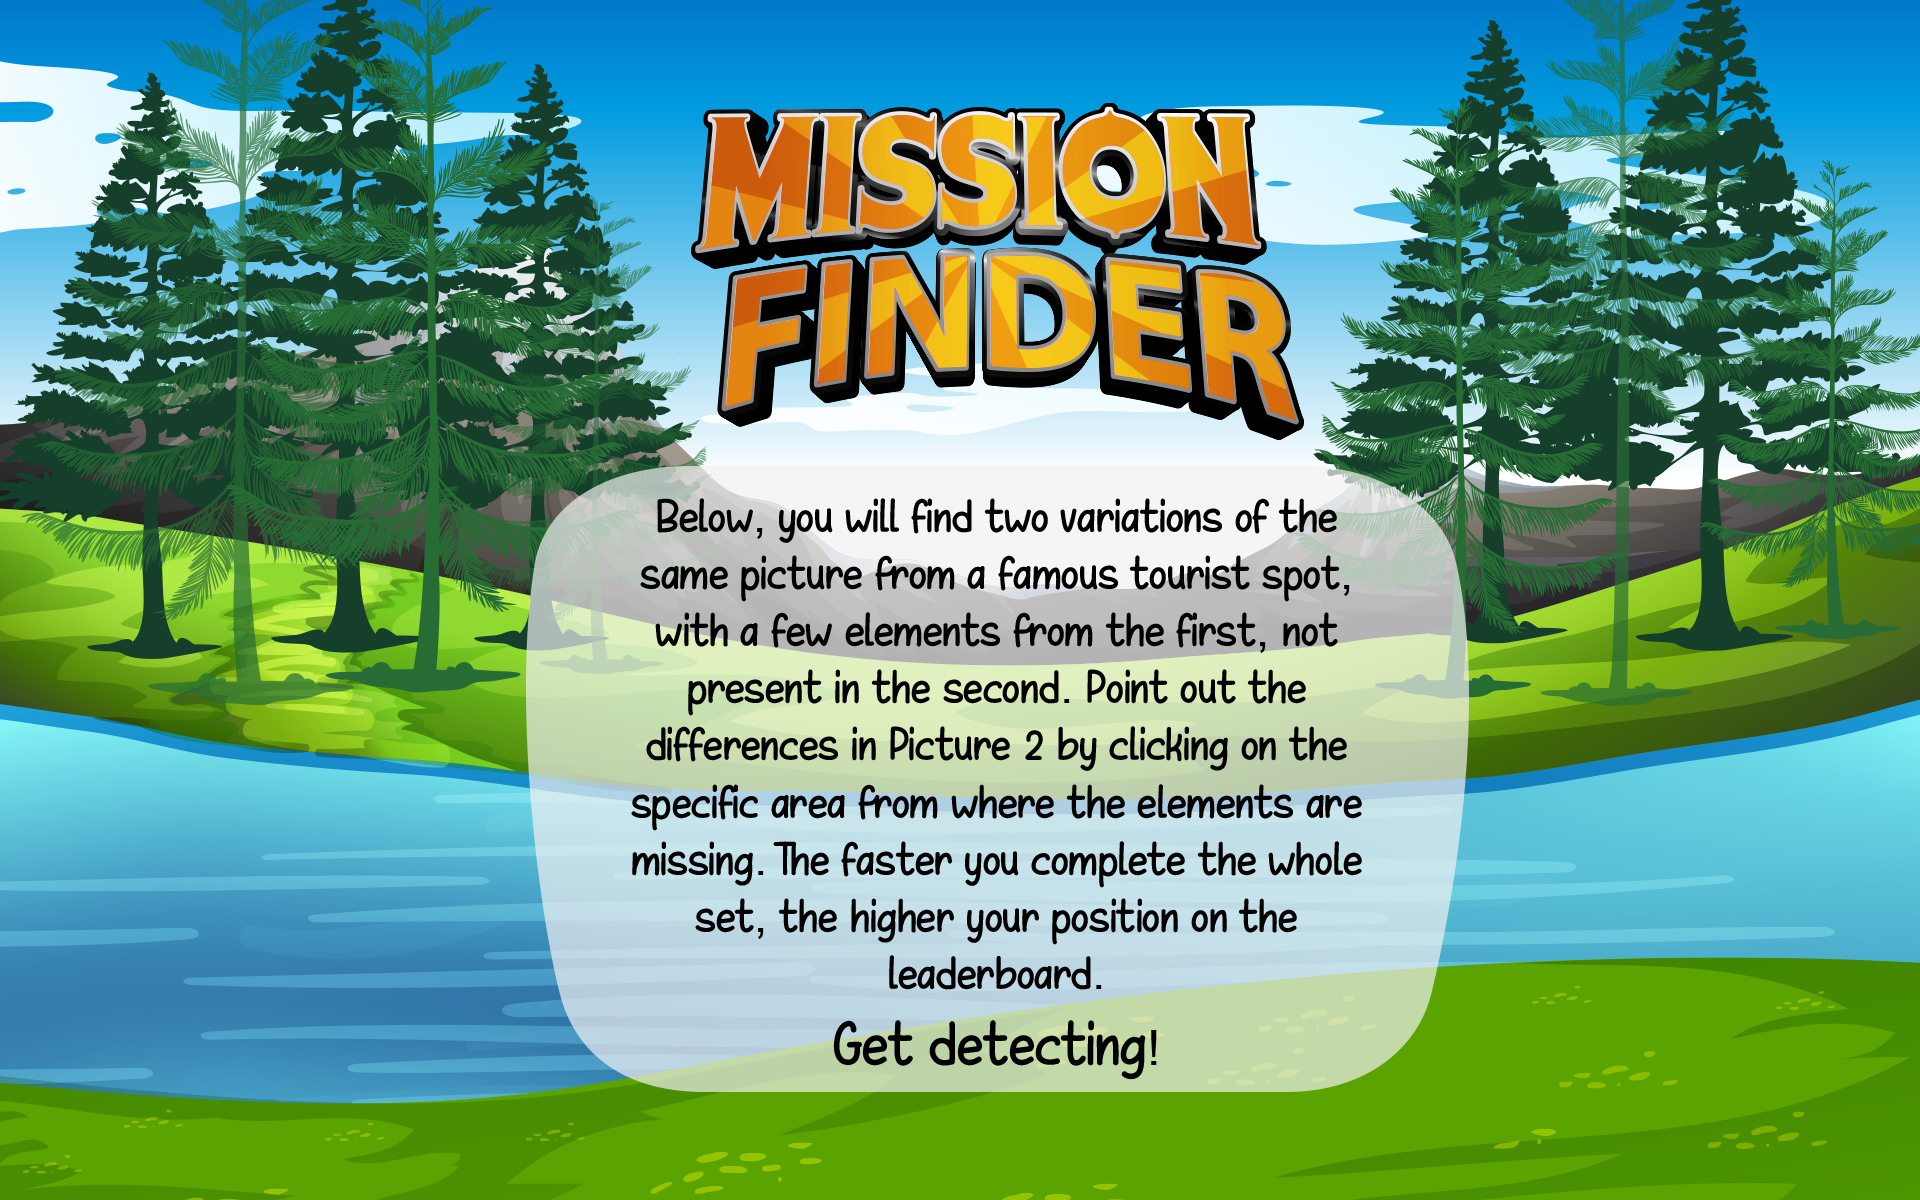 MISSION
FINDER
Below, you will find two variations of the
same picture from a famous tourist spot,
with a few elements from the first, not
present in the second. Point out the
differences in Picture 2 by clicking on the
specific area from where the elements are
missing. The faster you complete the whole
set, the higher your position on the
leaderboard.
Get detecting!